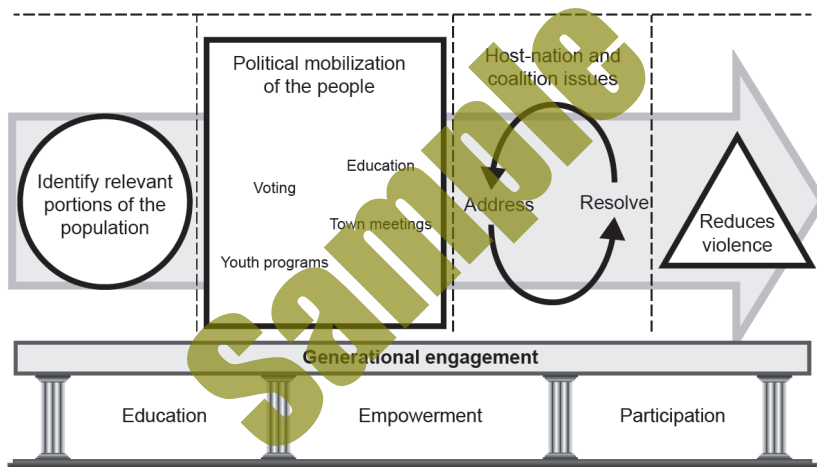 Identify relevant
portions of the
population
Political mobilization
of the people
Education
Voting
Town meetings
Youth programs
Host-nation and
coalition issues
Address
Resolve
Reduces
violence
Generational engagement
Education
Empowerment
Participation
Sample